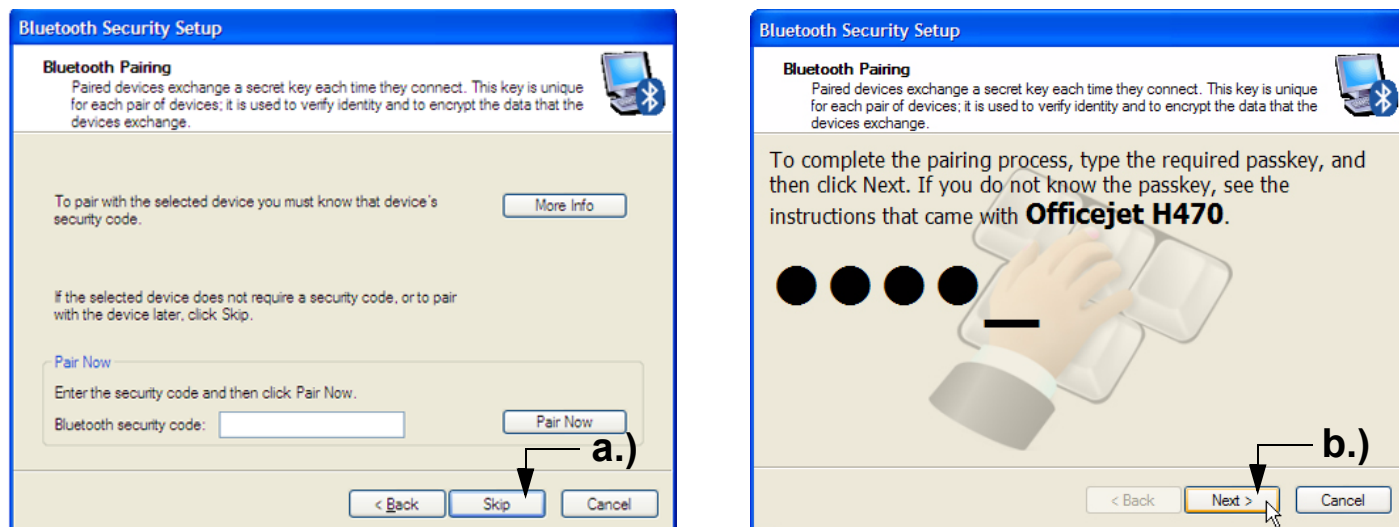 Bluetooth Security Setup
Bluetooth Pairing
Paired devices exchange a secret key each time they connect. This key is unique
for each pair of devices; it is used to verify identity and to encrypt the data that the
devices exchange.
To pair with the selected device you must know that device's
security code.
More Info
If the selected device does not require a security code, or to pair
with the device later, click Skip.
Pair Now
Enter the security code and then click Pair Now.
Bluetooth security code:
Pair Now
a.)
< Back
Skip
Cancel
Bluetooth Security Setup
Bluetooth Pairing
Paired devices exchange a secret key each time they connect. This key is unique
for each pair of devices; it is used to verify identity and to encrypt the data that the
devices exchange.
To complete the pairing process, type the required passkey, and
then click Next. If you do not know the passkey, see the
instructions that came with Officejet H470.
b.)
< Back
Next >
Cancel